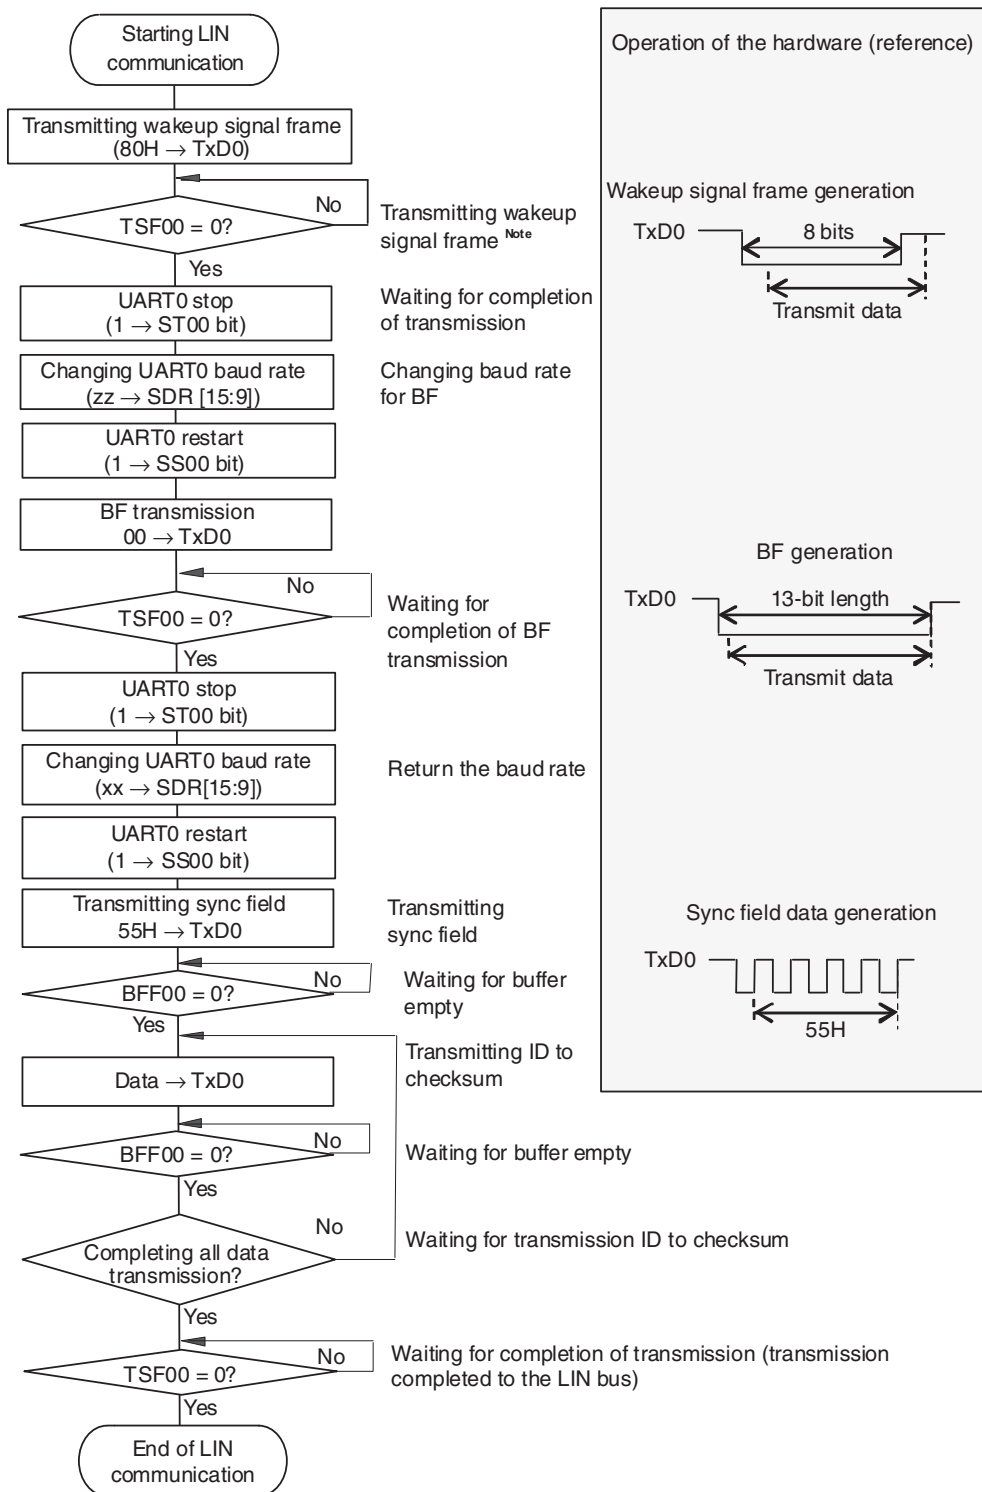 Starting LIN
communication
Transmitting wakeup signal frame
(80H → TxD0)
No
TSF00 = 0?
Transmitting wakeup
signal frame Note
Yes
UART0 stop
(1 → ST00 bit)
Waiting for completion
of transmission
Changing UART0 baud rate
(zz → SDR [15:9])
Changing baud rate
for BF
UART0 restart
(1 → SS00 bit)
BF transmission
00 → TxD0
No
TSF00 = 0?
Waiting for
completion of BF
transmission
Yes
UART0 stop
(1 → ST00 bit)
Changing UART0 baud rate
(xx → SDR[15:9])
Return the baud rate
UART0 restart
(1 → SS00 bit)
Transmitting sync field
55H → TxD0
Transmitting
sync field
No
BFF00 = 0?
Waiting for buffer
empty
Yes
Transmitting ID to
checksum
Data → TxD0
No
BFF00 = 0?
Waiting for buffer empty
Yes
No
Completing all data
transmission?
Waiting for transmission ID to checksum
Yes
No
TSF00 = 0?
Waiting for completion of transmission (transmission
completed to the LIN bus)
Yes
End of LIN
communication
Operation of the hardware (reference)
Wakeup signal frame generation
TxD0
8 bits
Transmit data
BF generation
TxD0
13-bit length
Transmit data
Sync field data generation
TxD0
55H